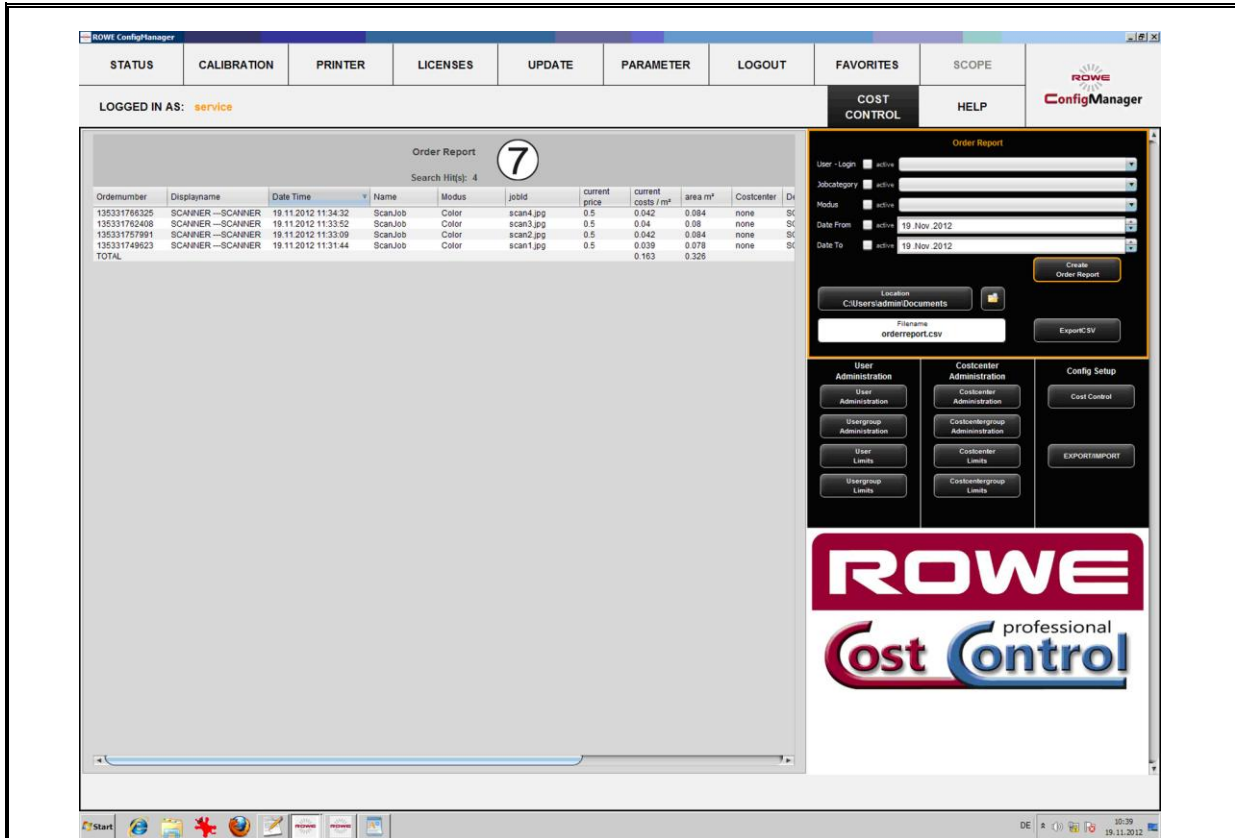 ROWE ConfigManager
STATUS CALIBRATION PRINTER LICENSES UPDATE PARAMETER LOGOUT FAVORITES SCOPE
ROWE
ConfigManager
LOGGED IN AS: service
COST
CONTROL
HELP
Order Report
7
Search Hit(s): 4
Ordernumber Displayname Date Time Name Modus jobId current price current costs / m² area m² Costcenter De
135331766325 SCANNER ---SCANNER 19.11.2012 11:34:32 ScanJob Color scan4.jpg 0.5 0.042 0.084 none SC
135331762408 SCANNER ---SCANNER 19.11.2012 11:33:52 ScanJob Color scan3.jpg 0.5 0.04 0.08 none SC
135331757991 SCANNER ---SCANNER 19.11.2012 11:33:09 ScanJob Color scan2.jpg 0.5 0.042 0.084 none SC
135331749623 SCANNER ---SCANNER 19.11.2012 11:31:44 ScanJob Color scan1.jpg 0.5 0.039 0.078 none SC
TOTAL 0.163 0.326
Order Report
User - Login active
Jobcategory active
Modus active
Date From active 19 .Nov .2012
Date To active 19 .Nov .2012
Create
Order Report
Location
C:\Users\admin\Documents
Filename
orderreport.csv
ExportCSV
User
Administration
Costcenter
Administration
Config Setup
User
Administration
Costcenter
Administration
Cost Control
Usergroup
Administration
Costcentergroup
Admininstration
User
Limits
Costcenter
Limits
EXPORT/IMPORT
Usergroup
Limits
Costcentergroup
Limits
ROWE
professional
Cost Control
Start
ROWE
ROWE
DE
10:39
19.11.2012